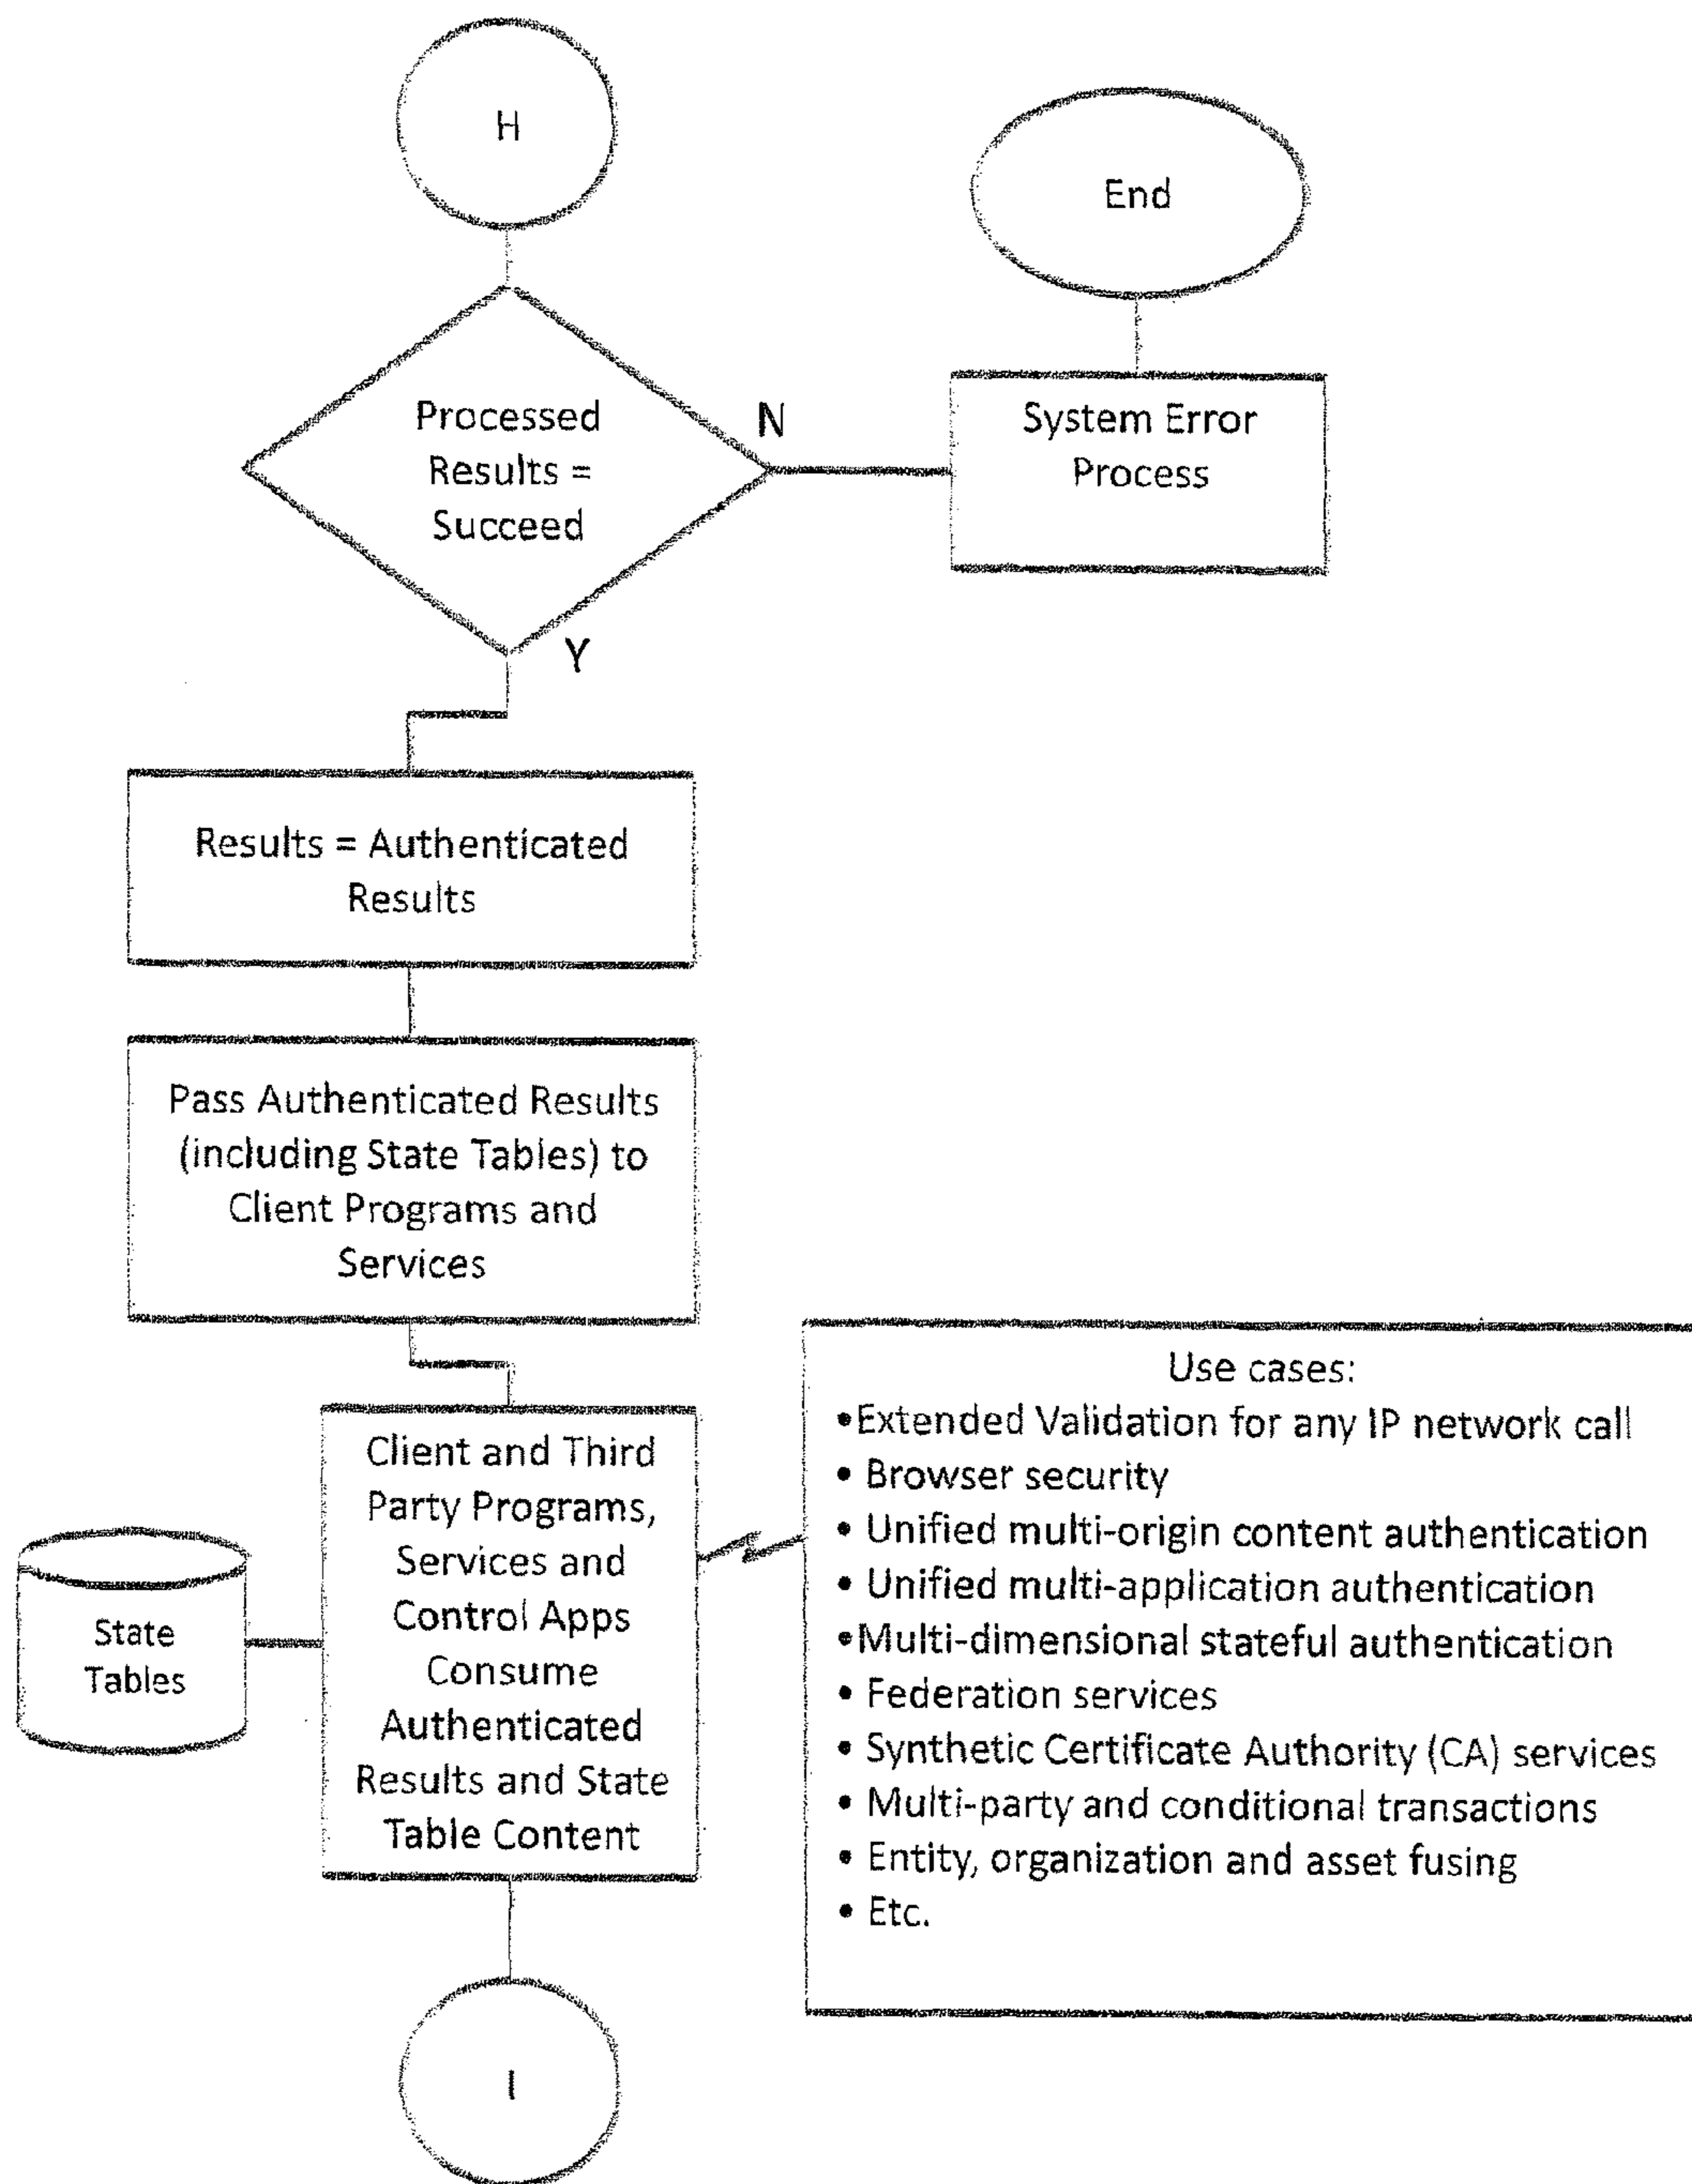 H
End
Processed
Results =
Succeed
N
System Error
Process
Y
Results = Authenticated
Results
Pass Authenticated Results
(including State Tables) to
Client Programs and
Services
Client and Third
Party Programs,
Services and
Control Apps
Consume
Authenticated
Results and State
Table Content
State
Tables
Use cases:
•Extended Validation for any IP network call
• Browser security
• Unified multi-origin content authentication
• Unified multi-application authentication
•Multi-dimensional stateful authentication
• Federation services
• Synthetic Certificate Authority (CA) services
• Multi-party and conditional transactions
• Entity, organization and asset fusing
• Etc.
I